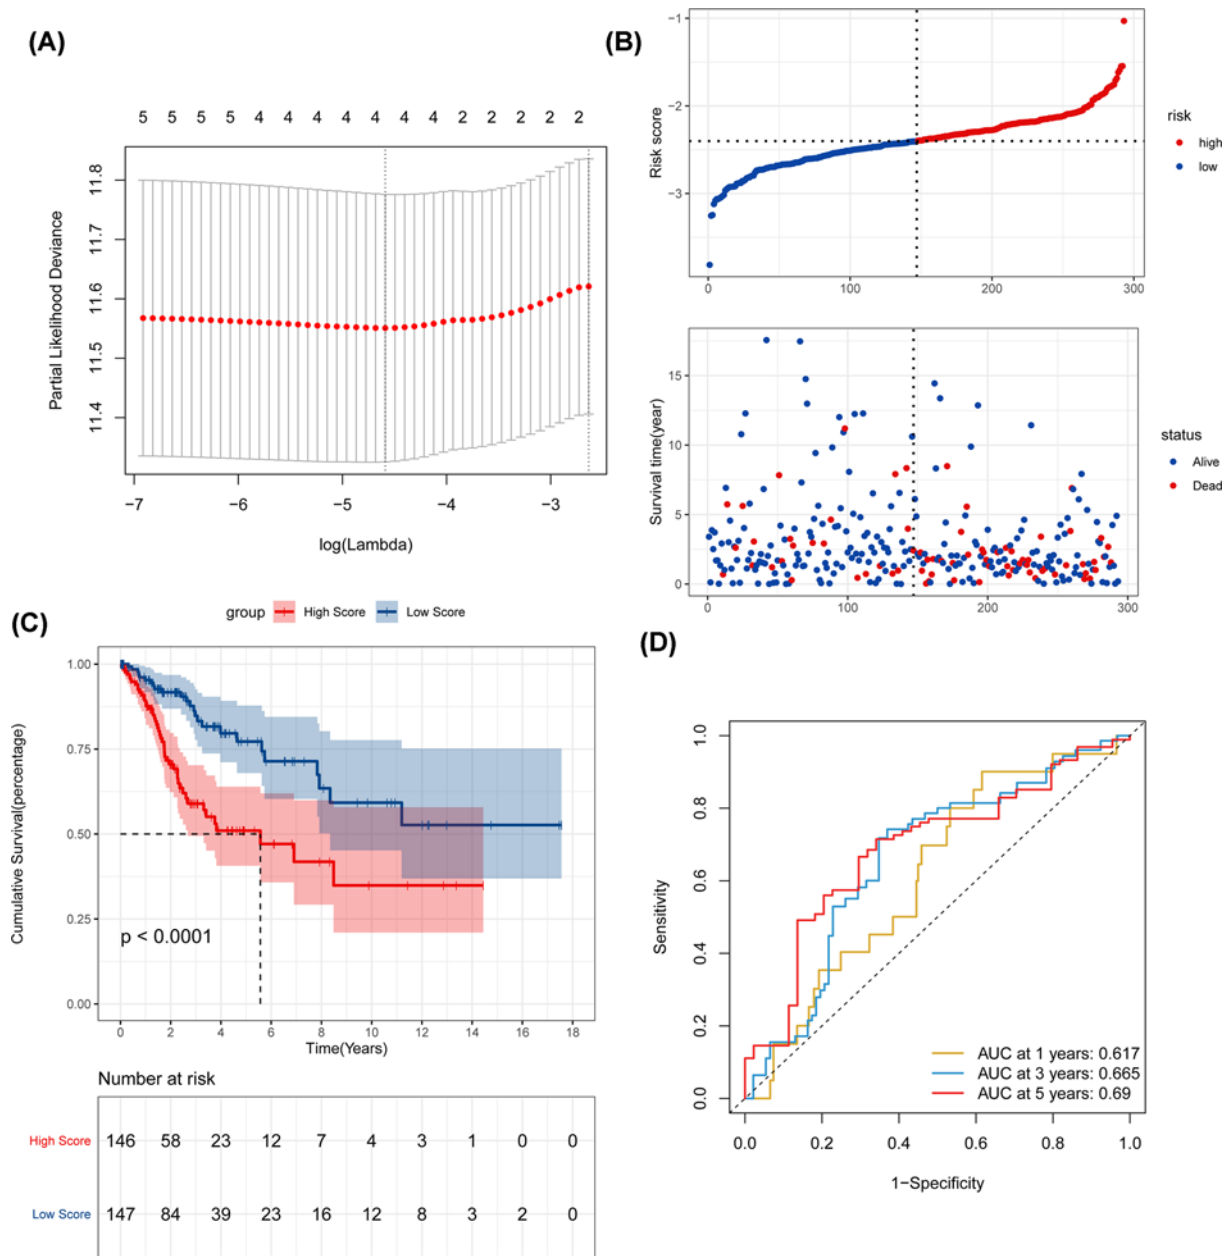 (A)
5 5 5 5 4 4 4 4 4 4 4 2 2 2 2 2
Partial Likelihood Deviance
11.8
11.7
11.6
11.5
11.4
-7 -6 -5 -4 -3
log(Lambda)
(B)
Risk score
-1
-2
-3
0 100 200 300
risk
high
low
Survival time(year)
15
10
5
0
0 100 200 300
status
Alive
Dead
(C)
group High Score Low Score
Cumulative Survival(percentage)
1.00
0.75
0.50
0.25
0.00
p < 0.0001
0 2 4 6 8 10 12 14 16 18
Time(Years)
Number at risk
High Score 146 58 23 12 7 4 3 1 0 0
Low Score 147 84 39 23 16 12 8 3 2 0
(D)
Sensitivity
1.0
0.8
0.6
0.4
0.2
0.0
AUC at 1 years: 0.617
AUC at 3 years: 0.665
AUC at 5 years: 0.69
0.0 0.2 0.4 0.6 0.8 1.0
1−Specificity